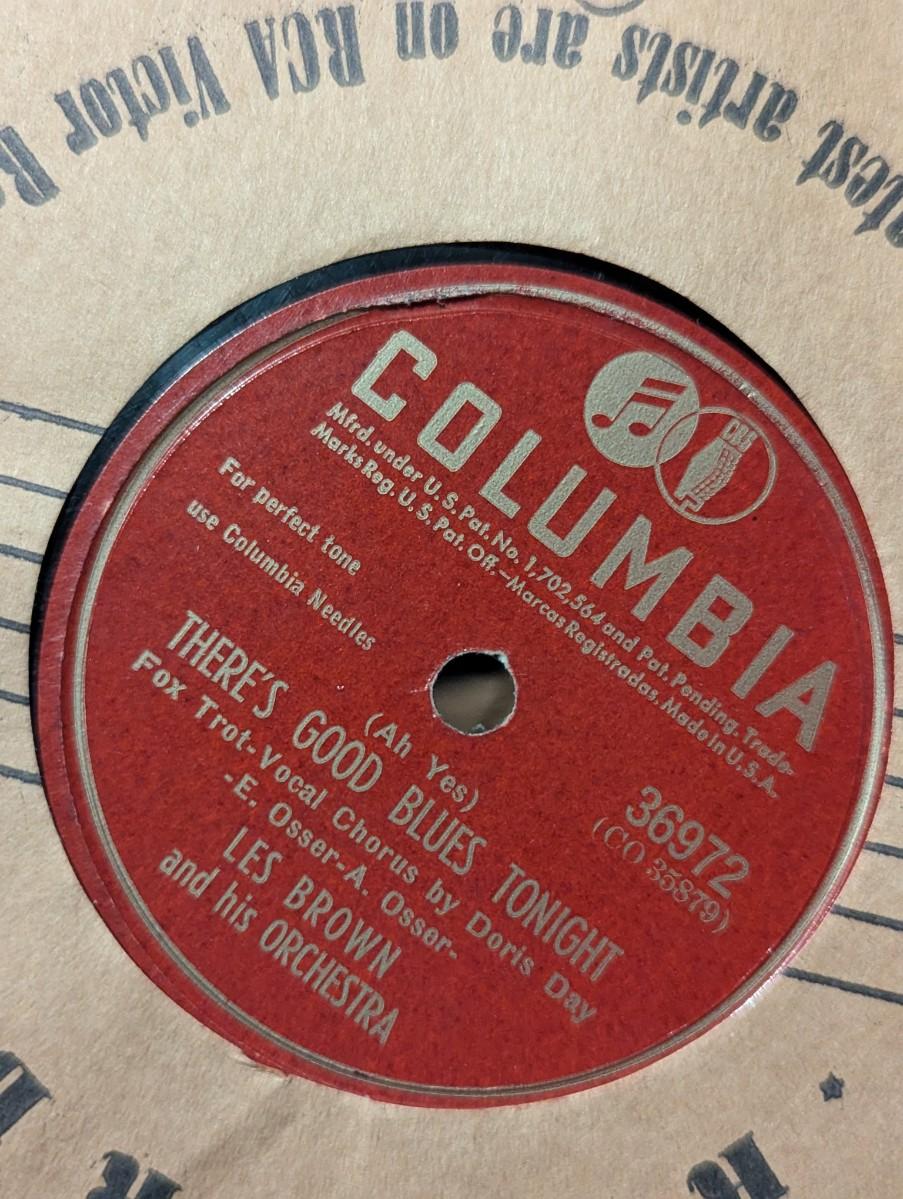 artists are on RCA Victor
COLUMBIA
CBS
Mfrd. under U.S. Pat. No. 1,702,564 and Pat. Pending. Trade-
Marks Reg. U.S. Pat. Off.—Marcas Registradas. Made in U.S.A.
For perfect tone
use Columbia Needles
36972
(CO 35879)
(Ah Yes)
THERE'S GOOD BLUES TONIGHT
Fox Trot-Vocal Chorus by Doris Day
-E. Osser-A. Osser-
LES BROWN
and his ORCHESTRA